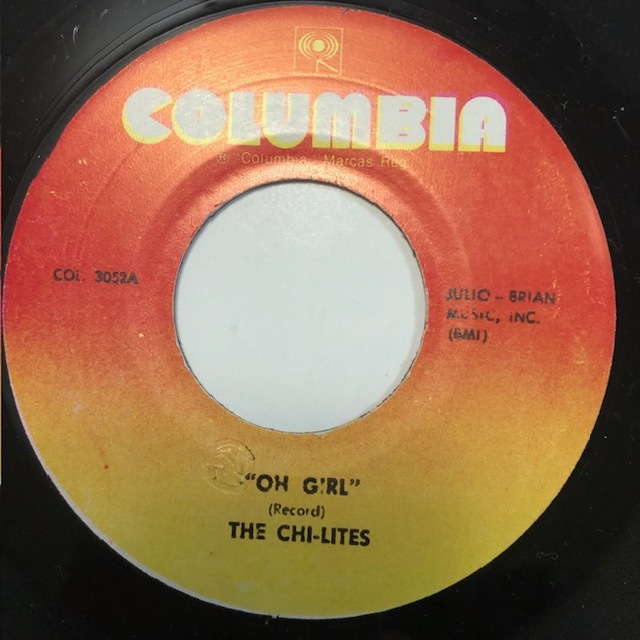 COLUMBIA
® Columbia Marcas Reg.
COL. 3052A
JULIO - BRIAN
MUSIC, INC.
(BMI)
"OH GIRL"
(Record)
THE CHI-LITES